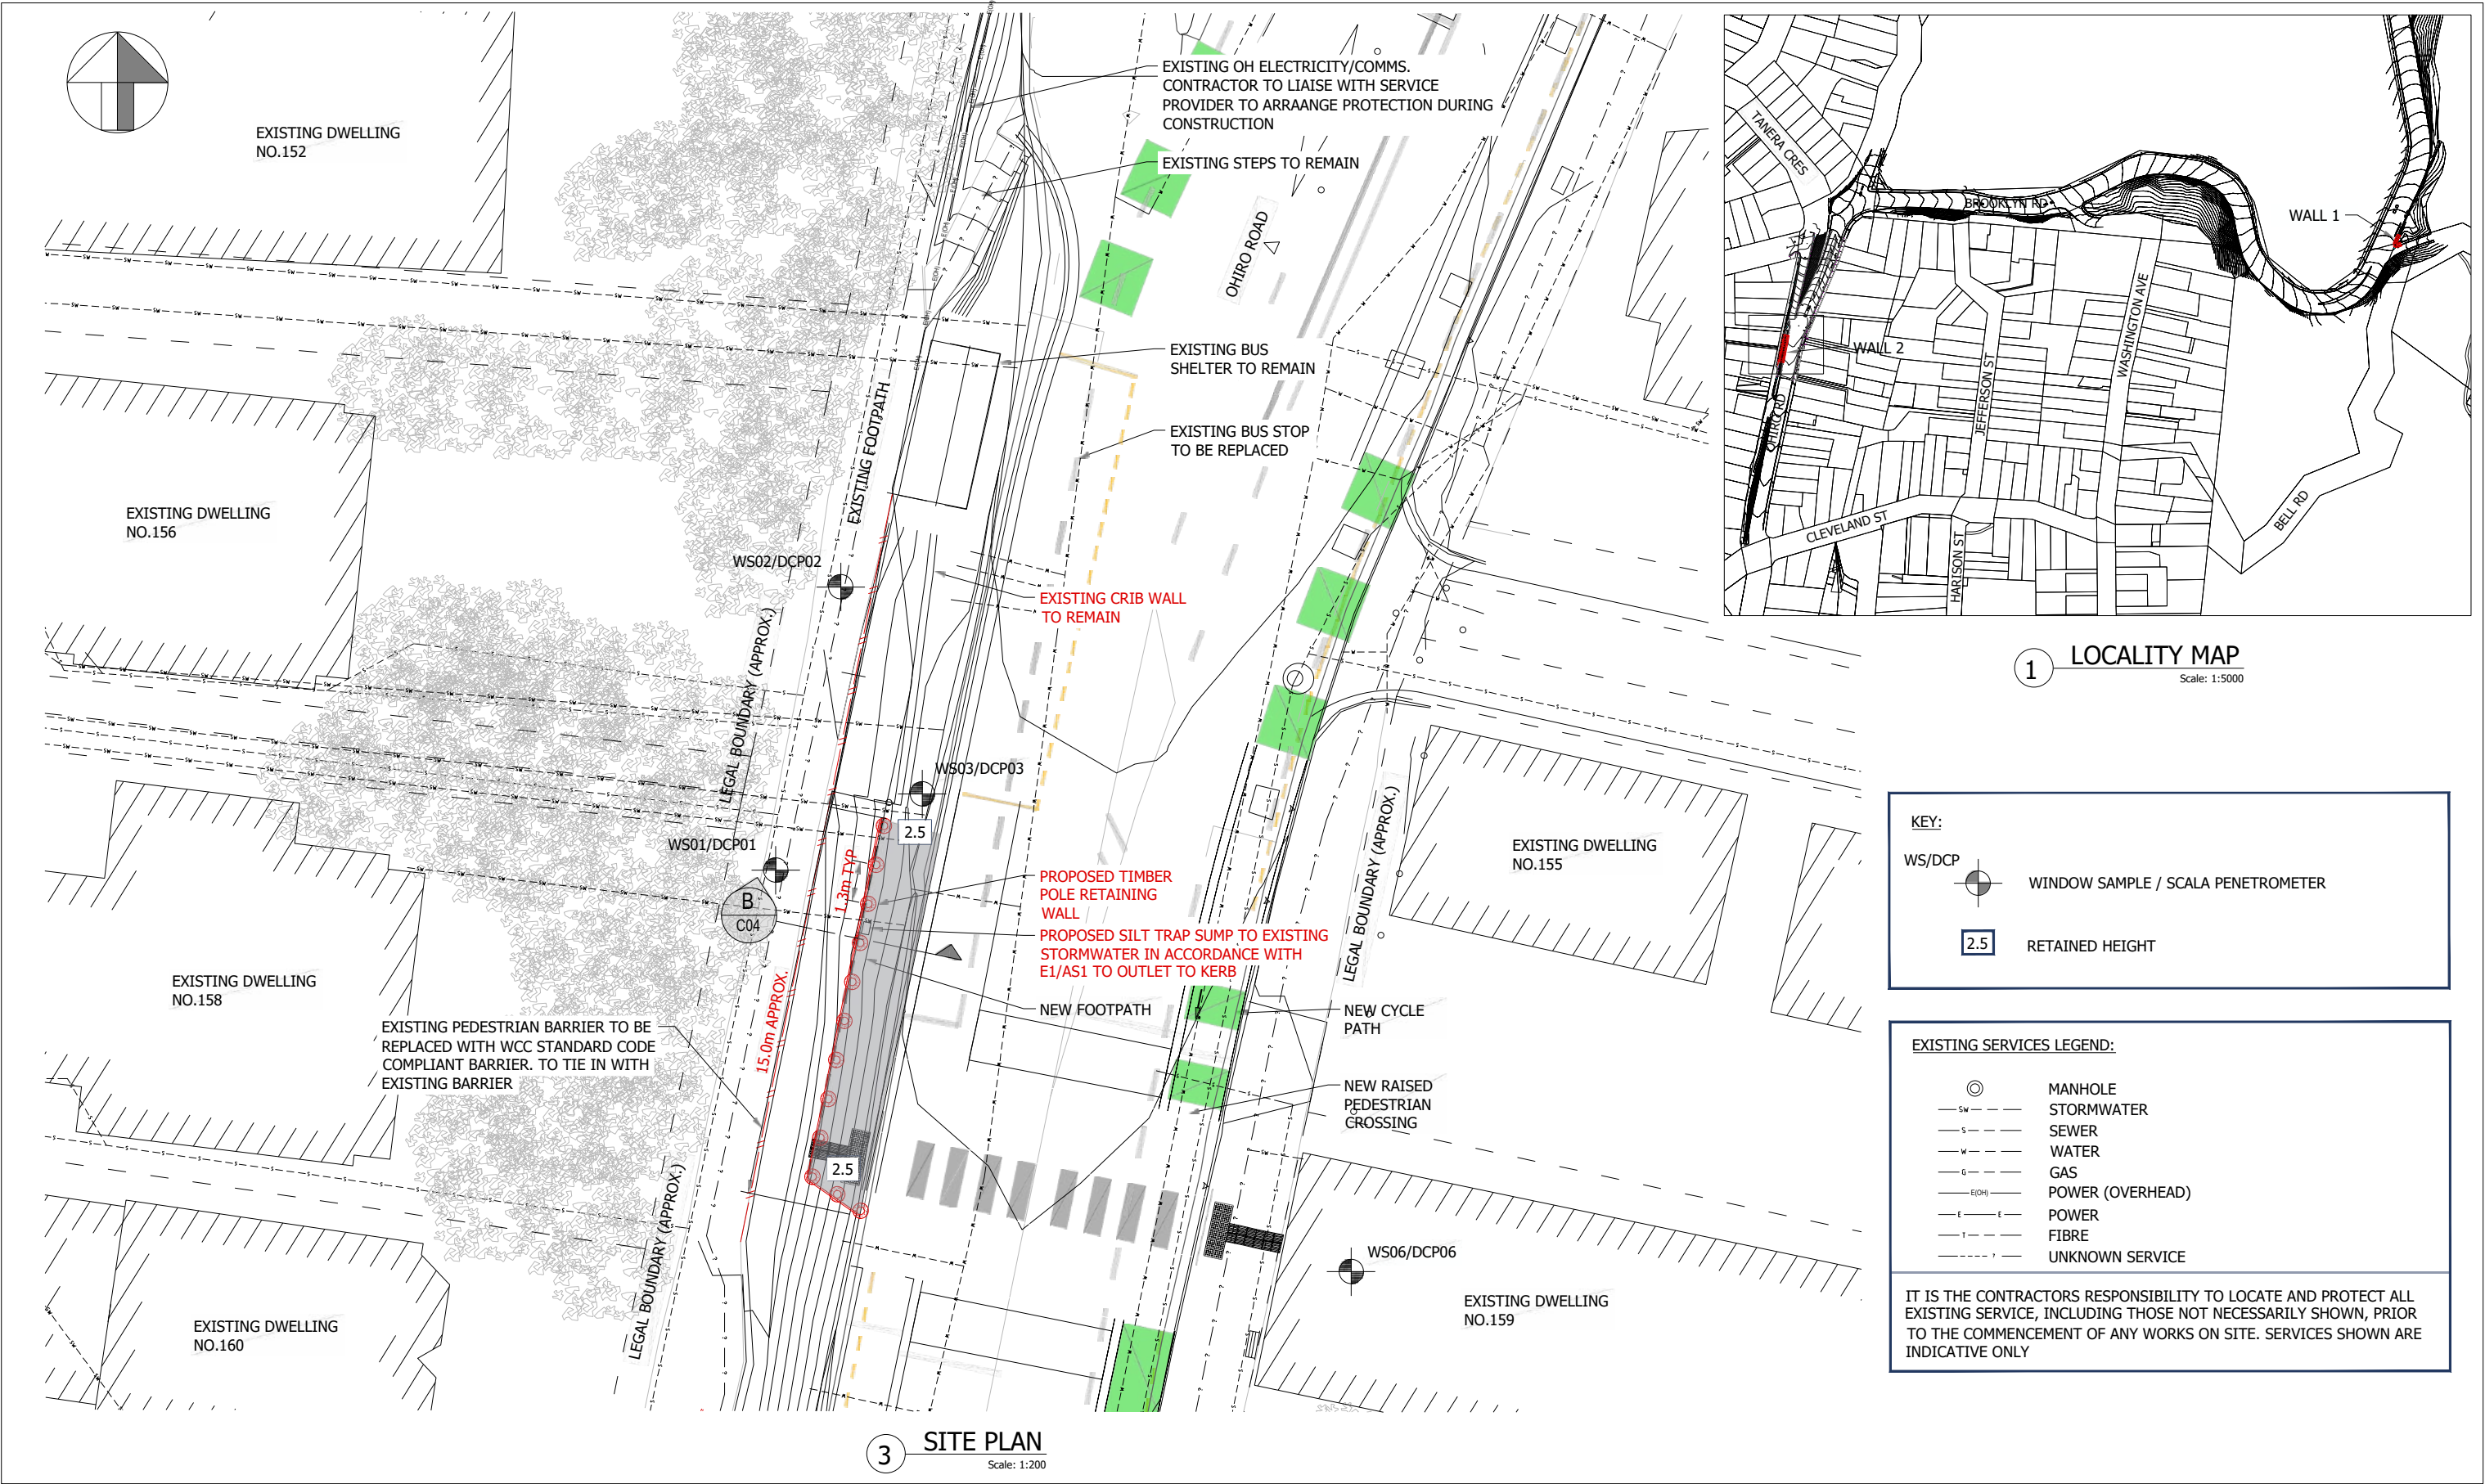 EXISTING DWELLING
NO.152
EXISTING OH ELECTRICITY/COMMS.
CONTRACTOR TO LIAISE WITH SERVICE
PROVIDER TO ARRAANGE PROTECTION DURING
CONSTRUCTION
EXISTING STEPS TO REMAIN
OHIRO ROAD
EXISTING BUS
SHELTER TO REMAIN
EXISTING FOOTPATH
EXISTING BUS STOP
TO BE REPLACED
EXISTING DWELLING
NO.156
WS02/DCP02
EXISTING CRIB WALL
TO REMAIN
LEGAL BOUNDARY (APPROX.)
WS03/DCP03
2.5
WS01/DCP01
1.3m TYP
B
C04
PROPOSED TIMBER
POLE RETAINING
WALL
PROPOSED SILT TRAP SUMP TO EXISTING
STORMWATER IN ACCORDANCE WITH
E1/AS1 TO OUTLET TO KERB
NEW FOOTPATH
15.0m APPROX.
EXISTING DWELLING
NO.158
EXISTING PEDESTRIAN BARRIER TO BE
REPLACED WITH WCC STANDARD CODE
COMPLIANT BARRIER. TO TIE IN WITH
EXISTING BARRIER
LEGAL BOUNDARY (APPROX.)
EXISTING DWELLING
NO.155
NEW CYCLE
PATH
NEW RAISED
PEDESTRIAN
CROSSING
2.5
LEGAL BOUNDARY (APPROX.)
WS06/DCP06
EXISTING DWELLING
NO.159
EXISTING DWELLING
NO.160
3
SITE PLAN
Scale: 1:200
TANERA CRES
BROOKLYN RD
WALL 1
WALL 2
OHIRO RD
JEFFERSON ST
WASHINGTON AVE
CLEVELAND ST
HARISON ST
BELL RD
1
LOCALITY MAP
Scale: 1:5000
KEY:
WS/DCP
WINDOW SAMPLE / SCALA PENETROMETER
2.5
RETAINED HEIGHT
EXISTING SERVICES LEGEND:
MANHOLE
SW STORMWATER
S SEWER
W WATER
G GAS
E(OH) POWER (OVERHEAD)
E E POWER
T FIBRE
? UNKNOWN SERVICE
IT IS THE CONTRACTORS RESPONSIBILITY TO LOCATE AND PROTECT ALL
EXISTING SERVICE, INCLUDING THOSE NOT NECESSARILY SHOWN, PRIOR
TO THE COMMENCEMENT OF ANY WORKS ON SITE. SERVICES SHOWN ARE
INDICATIVE ONLY